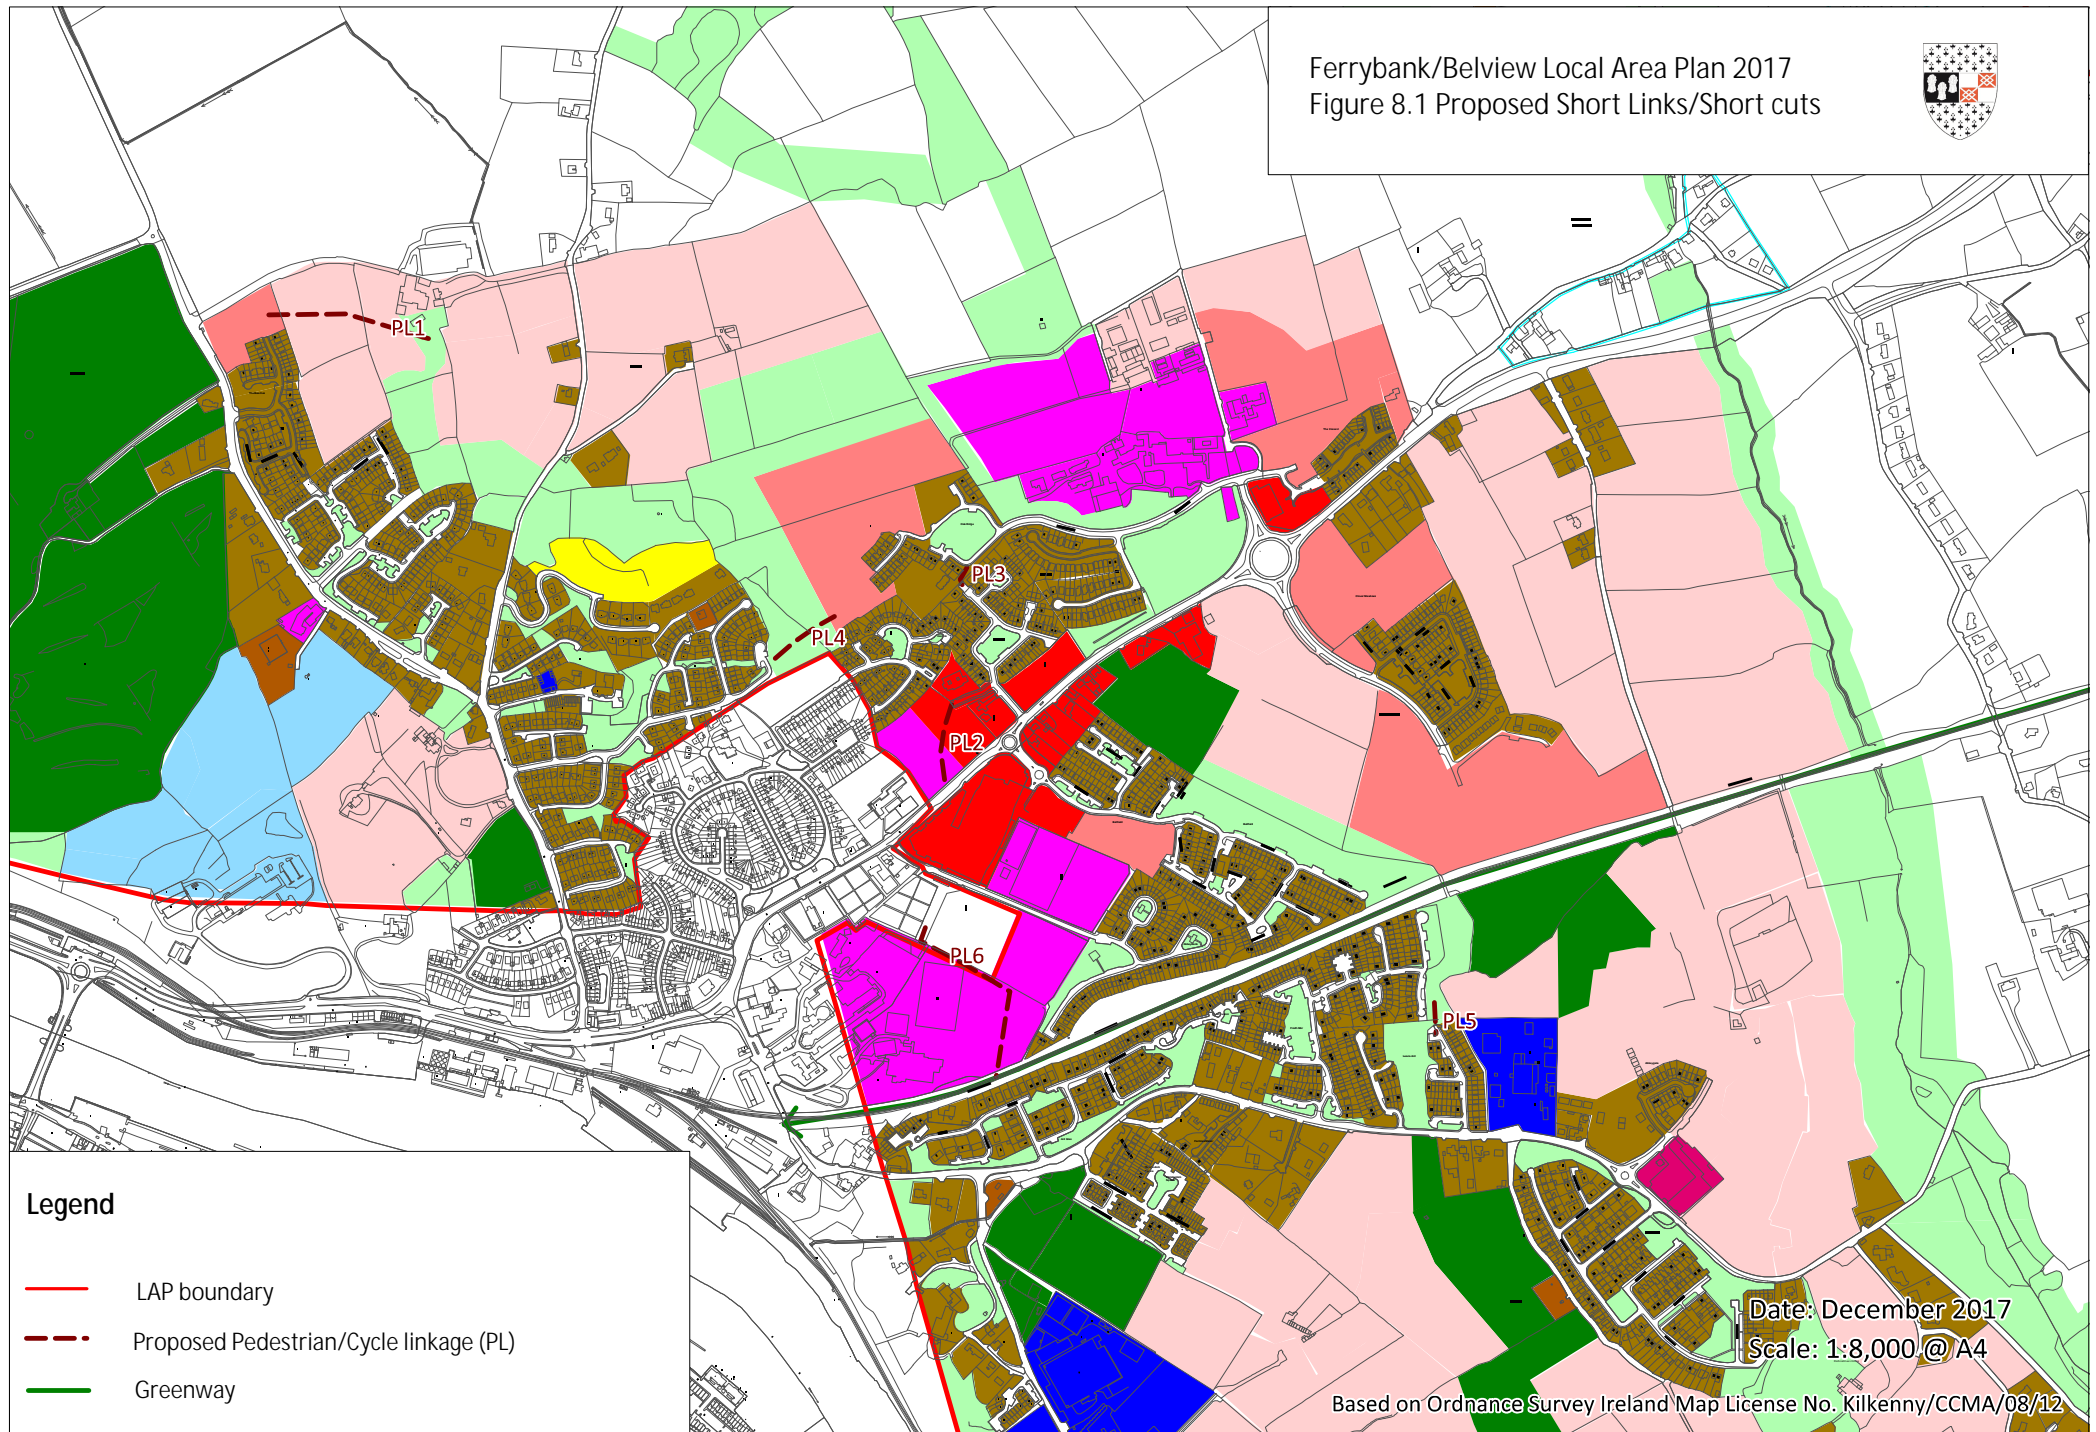 Ferrybank/Belview Local Area Plan 2017
Figure 8.1 Proposed Short Links/Short cuts
PL1
PL3
PL4
PL2
PL6
PL5
Legend
LAP boundary
Proposed Pedestrian/Cycle linkage (PL)
Greenway
Date: December 2017
Scale: 1:8,000 @ A4
Based on Ordnance Survey Ireland Map License No. Kilkenny/CCMA/08/12